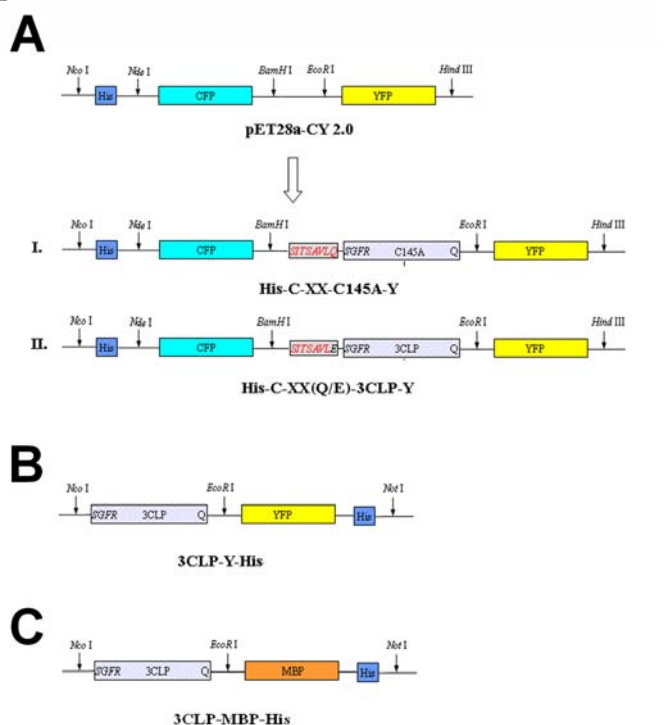 A
Nco I Nde I BamH I EcoR I Hind III
His CFP YFP
pET28a-CY 2.0
Nco I Nde I BamH I EcoR I Hind III
I. His CFP SITSAVLQ SGFR C145A Q YFP
His-C-XX-C145A-Y
Nco I Nde I BamH I EcoR I Hind III
II. His CFP SITSAVLE SGFR 3CLP Q YFP
His-C-XX(Q/E)-3CLP-Y
B
Nco I EcoR I Not I
SGFR 3CLP Q YFP His
3CLP-Y-His
C
Nco I EcoR I Not I
SGFR 3CLP Q MBP His
3CLP-MBP-His